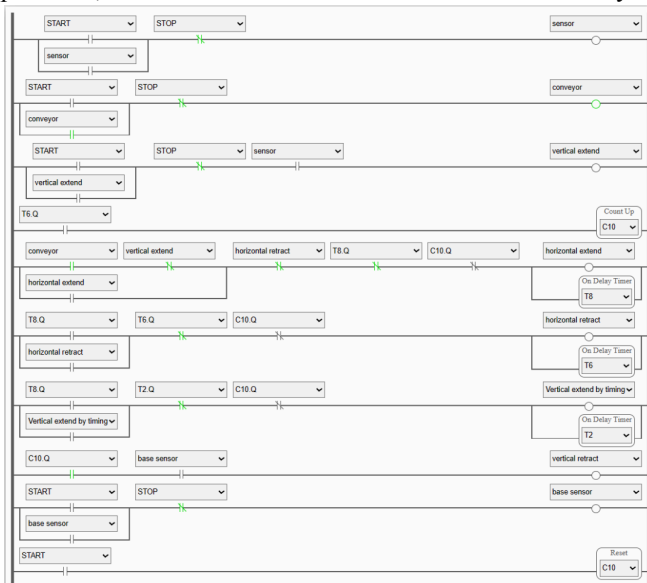 START STOP sensor
sensor
START STOP conveyor
conveyor
START STOP sensor vertical extend
vertical extend
T6.Q Count Up
C10
conveyor vertical extend horizontal retract T8.Q C10.Q horizontal extend
horizontal extend On Delay Timer
T8
T8.Q T6.Q C10.Q horizontal retract
horizontal retract On Delay Timer
T6
T8.Q T2.Q C10.Q Vertical extend by timing
Vertical extend by timing On Delay Timer
T2
C10.Q base sensor vertical retract
START STOP base sensor
base sensor
START Reset
C10